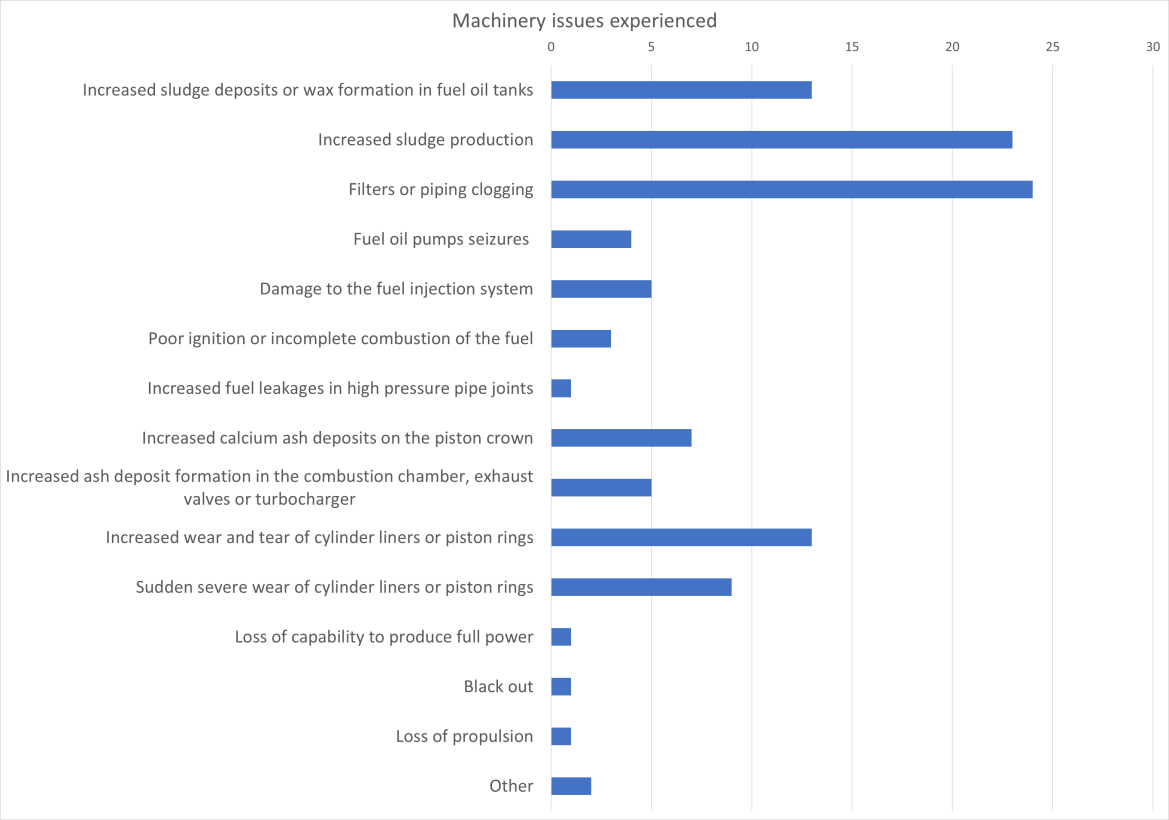 Machinery issues experienced
0 5 10 15 20 25 30
Increased sludge deposits or wax formation in fuel oil tanks
Increased sludge production
Filters or piping clogging
Fuel oil pumps seizures
Damage to the fuel injection system
Poor ignition or incomplete combustion of the fuel
Increased fuel leakages in high pressure pipe joints
Increased calcium ash deposits on the piston crown
Increased ash deposit formation in the combustion chamber, exhaust
valves or turbocharger
Increased wear and tear of cylinder liners or piston rings
Sudden severe wear of cylinder liners or piston rings
Loss of capability to produce full power
Black out
Loss of propulsion
Other